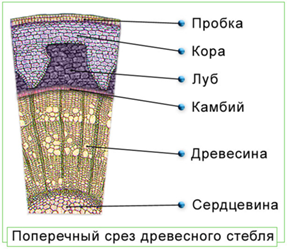 Пробка
Кора
Луб
Камбий
Древесина
Сердцевина
Поперечный срез древесного стебля